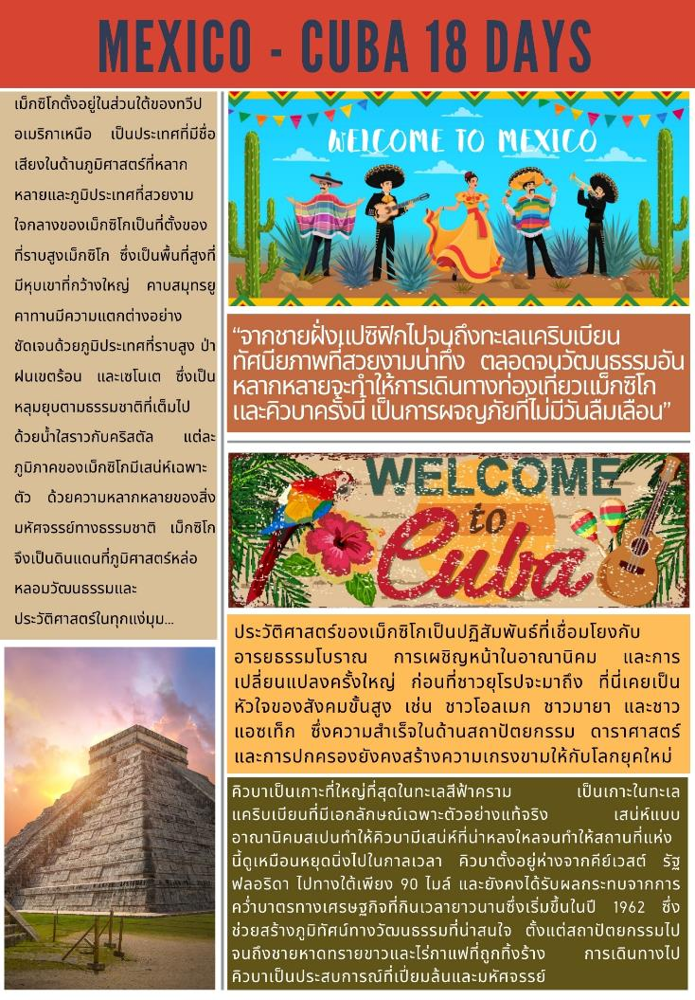 MEXICO - CUBA 18 DAYS
เม็กซิโกตั้งอยู่ในส่วนใต้ของทวีป
อเมริกาเหนือ เป็นประเทศที่มีชื่อ
เสียงในด้านภูมิศาสตร์ที่หลาก
หลายและภูมิประเทศที่สวยงาม
ใจกลางของเม็กซิโกเป็นที่ตั้งของ
ที่ราบสูงเม็กซิโก ซึ่งเป็นพื้นที่สูงที่
มีหุบเขาที่กว้างใหญ่ คาบสมุทรยู
คาทานมีความแตกต่างอย่าง
ชัดเจนด้วยภูมิประเทศที่ราบสูง ป่า
ฝนเขตร้อน และเซโนเต ซึ่งเป็น
หลุมยุบตามธรรมชาติที่เต็มไป
ด้วยน้ำใสราวกับคริสตัล แต่ละ
ภูมิภาคของเม็กซิโกมีเสน่ห์เฉพาะ
ตัว ด้วยความหลากหลายของสิ่ง
มหัศจรรย์ทางธรรมชาติ เม็กซิโก
จึงเป็นดินแดนที่ภูมิศาสตร์หล่อ
หลอมวัฒนธรรมและ
ประวัติศาสตร์ในทุกแง่มุม...
WELCOME TO MEXICO
“จากชายฝั่งแปซิฟิกไปจนถึงทะเลแคริบเบียน
ทัศนียภาพที่สวยงามน่าทึ่ง ตลอดจนวัฒนธรรมอัน
หลากหลายจะทำให้การเดินทางท่องเที่ยวเม็กซิโก
และคิวบาครั้งนี้ เป็นการผจญภัยที่ไม่มีวันลืมเลือน”
WELCOME
to
Cuba
ประวัติศาสตร์ของเม็กซิโกเป็นปฏิสัมพันธ์ที่เชื่อมโยงกับ
อารยธรรมโบราณ การเผชิญหน้าในอาณานิคม และการ
เปลี่ยนแปลงครั้งใหญ่ ก่อนที่ชาวยุโรปจะมาถึง ที่นี่เคยเป็น
หัวใจของสังคมขั้นสูง เช่น ชาวโอลเมก ชาวมายา และชาว
แอซเท็ก ซึ่งความสำเร็จในด้านสถาปัตยกรรม ดาราศาสตร์
และการปกครองยังคงสร้างความเกรงขามให้กับโลกยุคใหม่
คิวบาเป็นเกาะที่ใหญ่ที่สุดในทะเลสีฟ้าคราม เป็นเกาะในทะเล
แคริบเบียนที่มีเอกลักษณ์เฉพาะตัวอย่างแท้จริง เสน่ห์แบบ
อาณานิคมสเปนทำให้คิวบามีเสน่ห์ที่น่าหลงใหลจนทำให้สถานที่แห่ง
นี้ดูเหมือนหยุดนิ่งไปในกาลเวลา คิวบาตั้งอยู่ห่างจากคีย์เวสต์ รัฐ
ฟลอริดา ไปทางใต้เพียง 90 ไมล์ และยังคงได้รับผลกระทบจากการ
คว่ำบาตรทางเศรษฐกิจที่กินเวลายาวนานซึ่งเริ่มขึ้นในปี 1962 ซึ่ง
ช่วยสร้างภูมิทัศน์ทางวัฒนธรรมที่น่าสนใจ ตั้งแต่สถาปัตยกรรมไป
จนถึงชายหาดทรายขาวและไร่กาแฟที่ถูกทิ้งร้าง การเดินทางไป
คิวบาเป็นประสบการณ์ที่เปี่ยมล้นและมหัศจรรย์